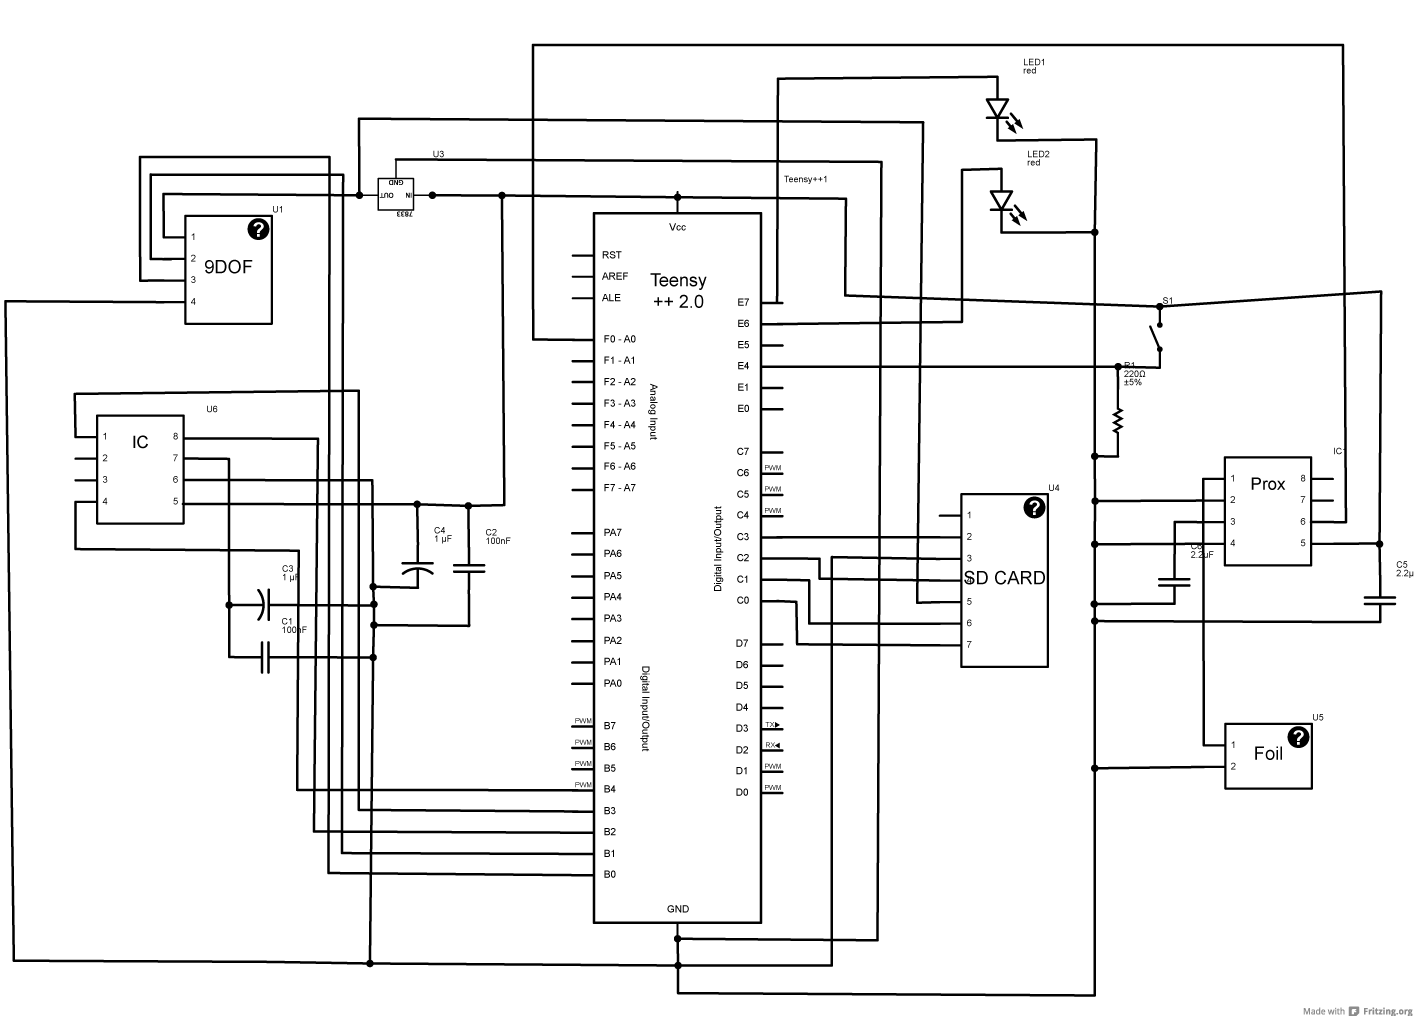 LED1
red
LED2
red
U3
GND
OUT
IN
7833
Teensy++1
U1
?
1
2
3
4
9DOF
Vcc
Teensy
++ 2.0
RST
AREF
ALE
F0 - A0
F1 - A1
F2 - A2
F3 - A3
F4 - A4
F5 - A5
F6 - A6
F7 - A7
Analog Input
PA7
PA6
PA5
PA4
PA3
PA2
PA1
PA0
Digital Input/Output
PWM B7
PWM B6
PWM B5
PWM B4
B3
B2
B1
B0
E7
E6
E5
E4
E1
E0
C7
C6 PWM
C5 PWM
C4 PWM
C3
C2
C1
C0
Digital Input/Output
D7
D6
D5
D4
D3 TX
D2 RX
D1 PWM
D0 PWM
GND
S1
R1
220Ω
±5%
U6
IC
1
2
3
4
8
7
6
5
C4
1 µF
C2
100nF
C3
1 µF
C1
100nF
U4
?
1
2
3
4
5
6
7
SD CARD
IC1
Prox
1
2
3
4
8
7
6
5
C6
2.2µF
C5
2.2µ
U5
?
1
2
Foil
Made with Fritzing.org